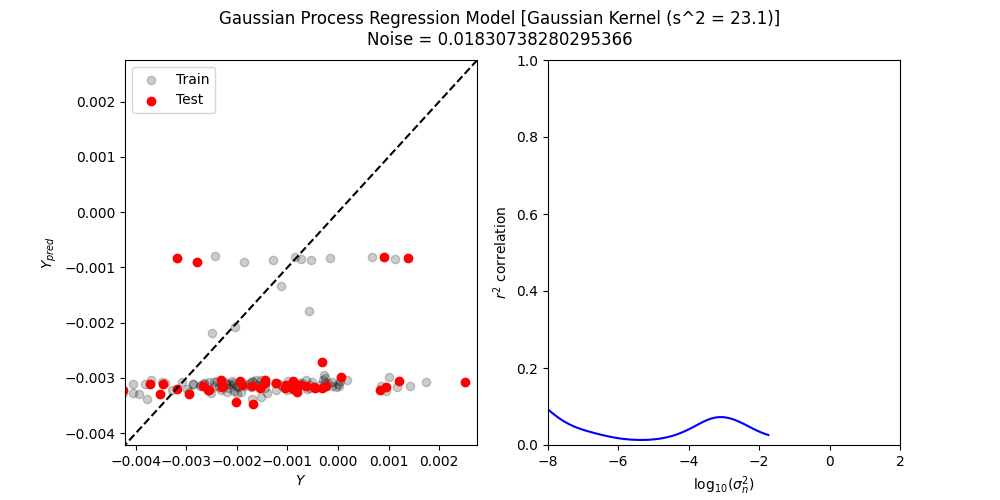 Gaussian Process Regression Model [Gaussian Kernel (s^2 = 23.1)]
Noise = 0.01830738280295366
Train
Test
0.002
0.001
0.000
−0.001
−0.002
−0.003
−0.004
Y_pred
−0.004 −0.003 −0.002 −0.001 0.000 0.001 0.002
Y
1.0
0.8
0.6
0.4
0.2
0.0
r² correlation
−8 −6 −4 −2 0 2
log₁₀(σₙ²)